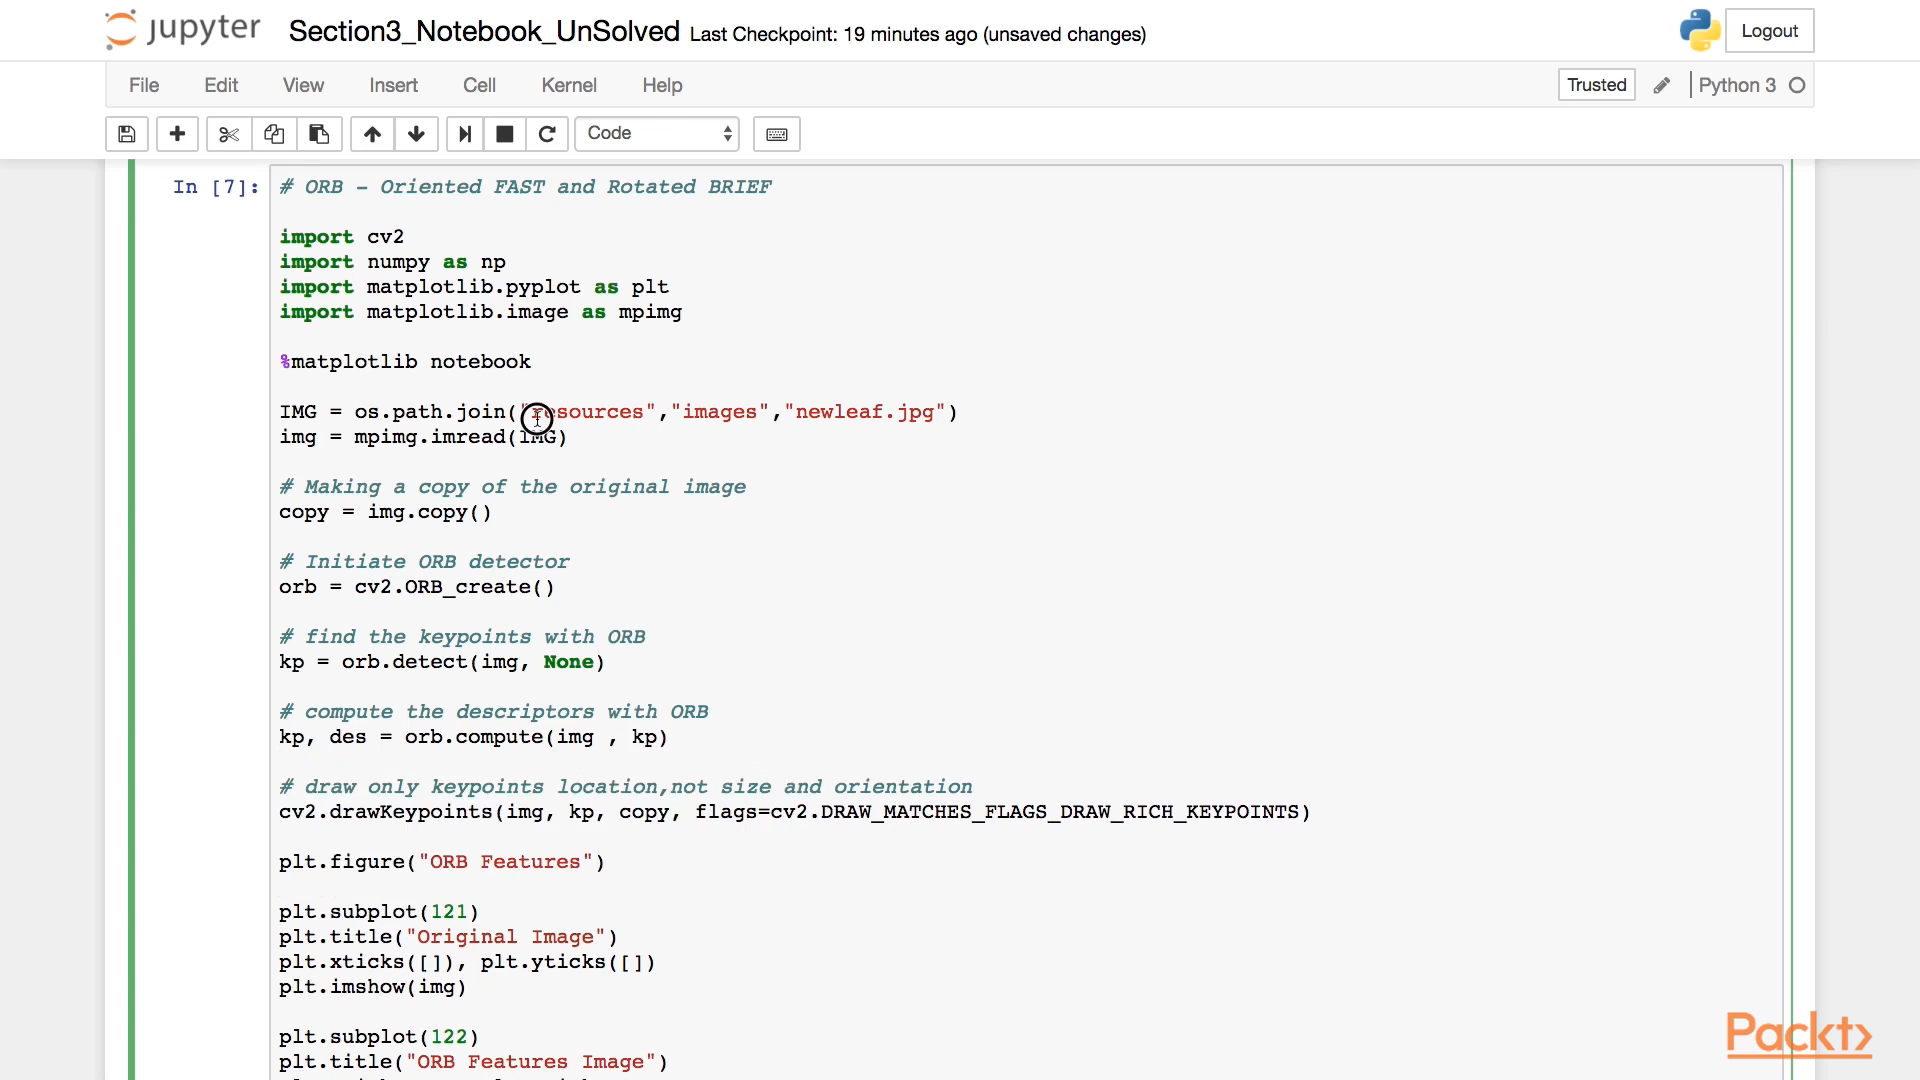 jupyter Section3_Notebook_UnSolved Last Checkpoint: 19 minutes ago (unsaved changes) Logout
File Edit View Insert Cell Kernel Help Trusted Python 3
Code
In [7]: # ORB - Oriented FAST and Rotated BRIEF
import cv2
import numpy as np
import matplotlib.pyplot as plt
import matplotlib.image as mpimg
%matplotlib notebook
IMG = os.path.join("resources","images","newleaf.jpg")
img = mpimg.imread(IMG)
# Making a copy of the original image
copy = img.copy()
# Initiate ORB detector
orb = cv2.ORB_create()
# find the keypoints with ORB
kp = orb.detect(img, None)
# compute the descriptors with ORB
kp, des = orb.compute(img , kp)
# draw only keypoints location,not size and orientation
cv2.drawKeypoints(img, kp, copy, flags=cv2.DRAW_MATCHES_FLAGS_DRAW_RICH_KEYPOINTS)
plt.figure("ORB Features")
plt.subplot(121)
plt.title("Original Image")
plt.xticks([]), plt.yticks([])
plt.imshow(img)
plt.subplot(122)
plt.title("ORB Features Image")
Packt>